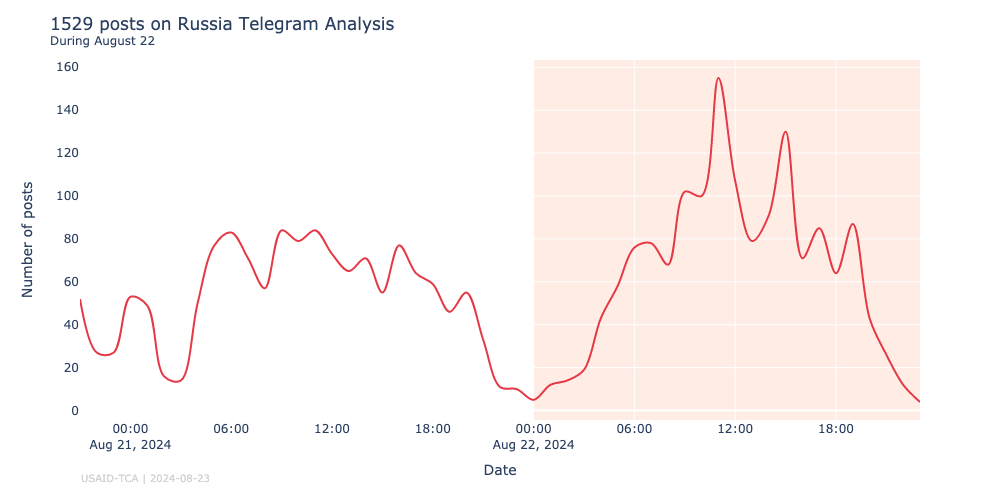 1529 posts on Russia Telegram Analysis
During August 22
160
140
120
100
80
60
40
20
0
Number of posts
00:00 06:00 12:00 18:00 00:00 06:00 12:00 18:00
Aug 21, 2024 Aug 22, 2024
Date
USAID-TCA | 2024-08-23